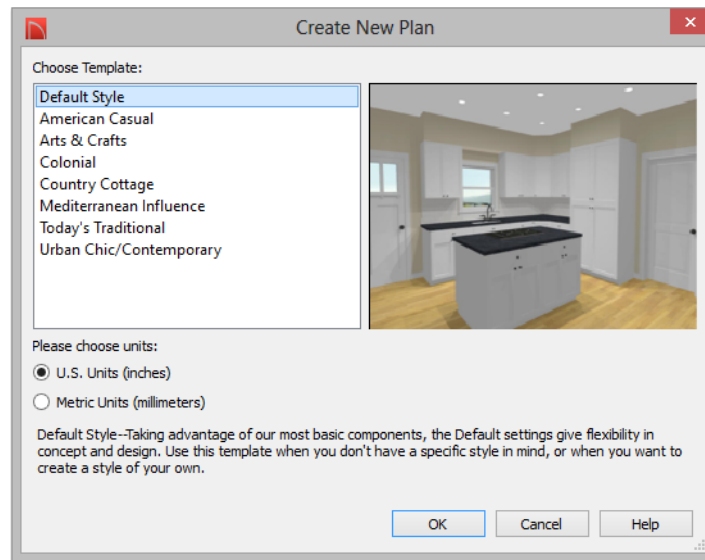 Create New Plan
Choose Template:
Default Style
American Casual
Arts & Crafts
Colonial
Country Cottage
Mediterranean Influence
Today's Traditional
Urban Chic/Contemporary
Please choose units:
U.S. Units (inches)
Metric Units (millimeters)
Default Style--Taking advantage of our most basic components, the Default settings give flexibility in
concept and design. Use this template when you don't have a specific style in mind, or when you want to
create a style of your own.
OK Cancel Help